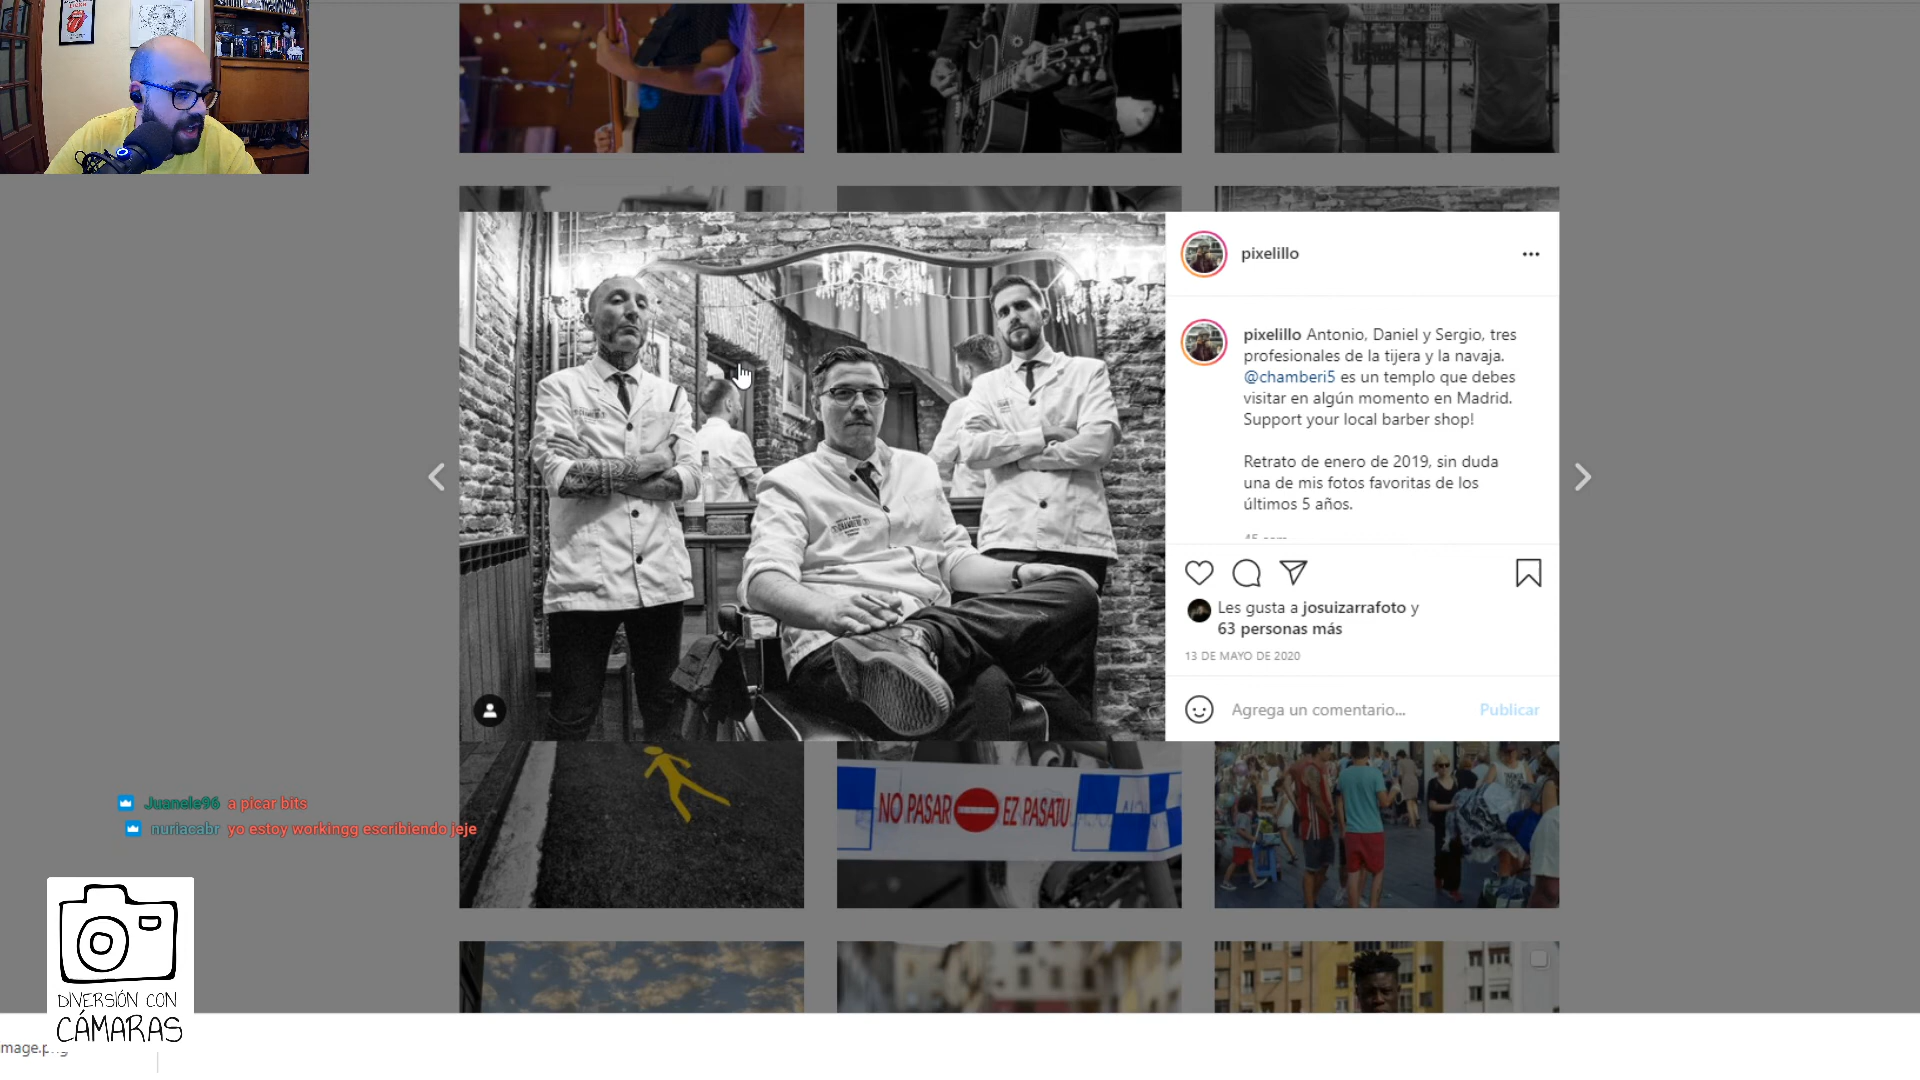 pixelillo
pixelillo Antonio, Daniel y Sergio, tres
profesionales de la tijera y la navaja.
@chamberi5 es un templo que debes
visitar en algún momento en Madrid.
Support your local barber shop!
Retrato de enero de 2019, sin duda
una de mis fotos favoritas de los
últimos 5 años.
Les gusta a josuizarrafoto y
63 personas más
13 DE MAYO DE 2020
Agrega un comentario... Publicar
Juanele96 a picar bits
nuriacabr yo estoy workingg escribiendo jeje
NO PASAR EZ PASATU
DIVERSIÓN CON
CÁMARAS